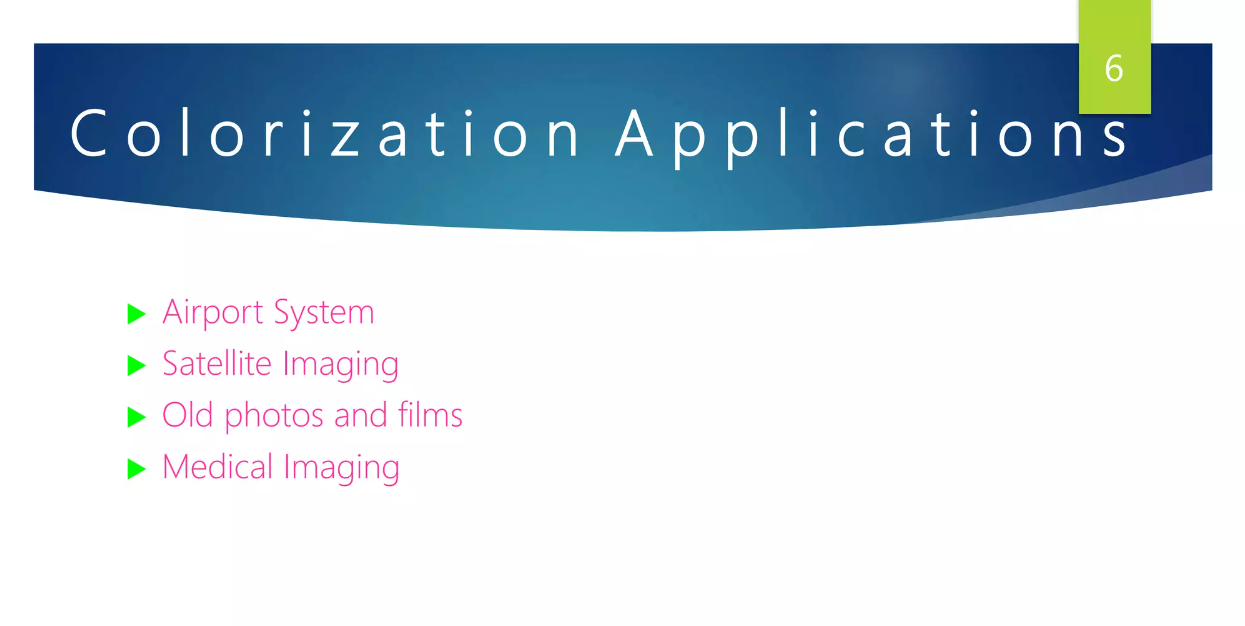 6
Colorization Applications
Airport System
Satellite Imaging
Old photos and films
Medical Imaging